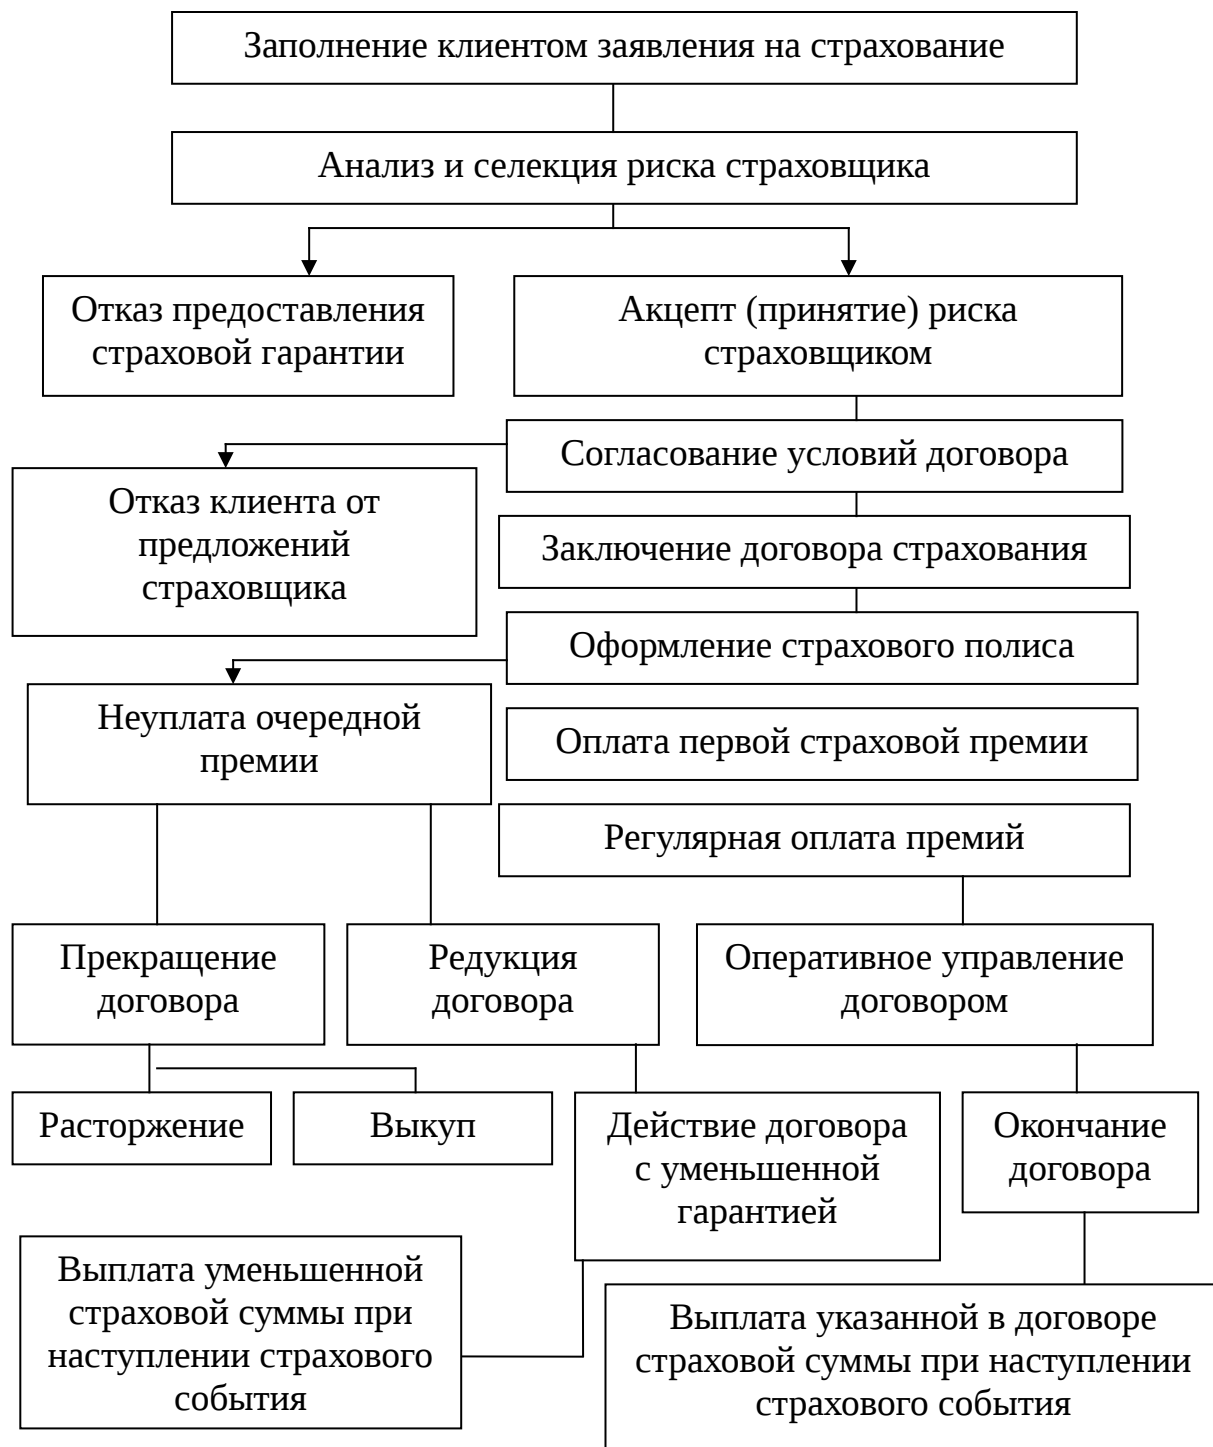 Заполнение клиентом заявления на страхование
Анализ и селекция риска страховщика
Отказ предоставления
страховой гарантии
Акцепт (принятие) риска
страховщиком
Согласование условий договора
Отказ клиента от
предложений
страховщика
Заключение договора страхования
Оформление страхового полиса
Неуплата очередной
премии
Оплата первой страховой премии
Регулярная оплата премий
Прекращение
договора
Редукция
договора
Оперативное управление
договором
Расторжение
Выкуп
Действие договора
с уменьшенной
гарантией
Окончание
договора
Выплата уменьшенной
страховой суммы при
наступлении страхового
события
Выплата указанной в договоре
страховой суммы при наступлении
страхового события